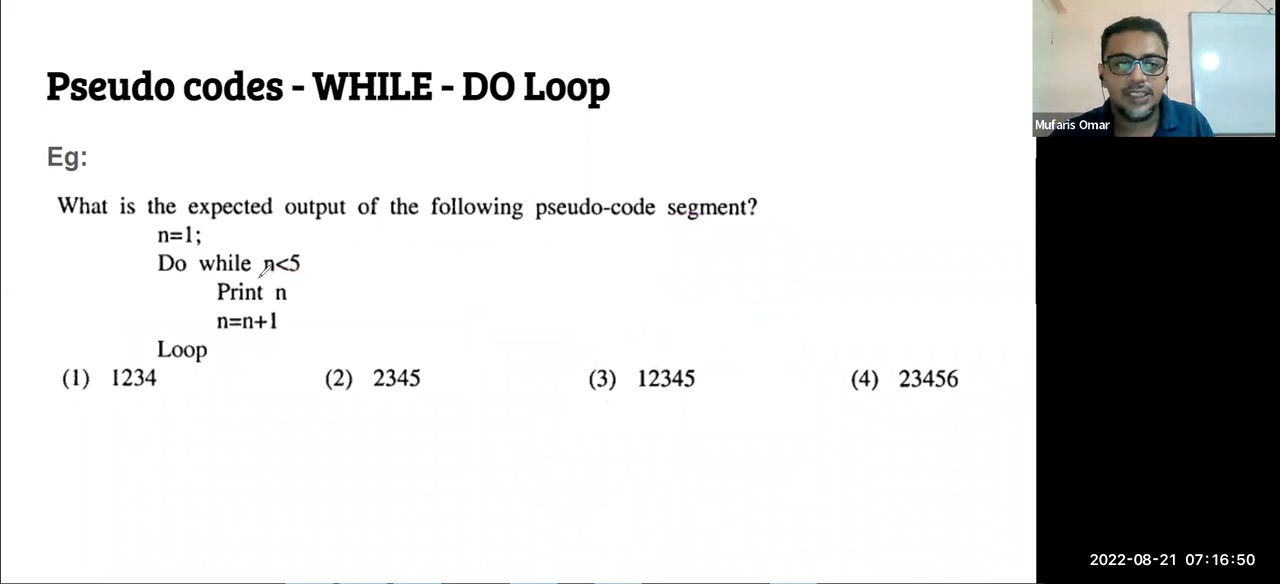 Pseudo codes - WHILE - DO Loop
Mufaris Omar
Eg:
What is the expected output of the following pseudo-code segment?
n=1;
Do while n<5
Print n
n=n+1
Loop
(1) 1234 (2) 2345 (3) 12345 (4) 23456
2022-08-21 07:16:50